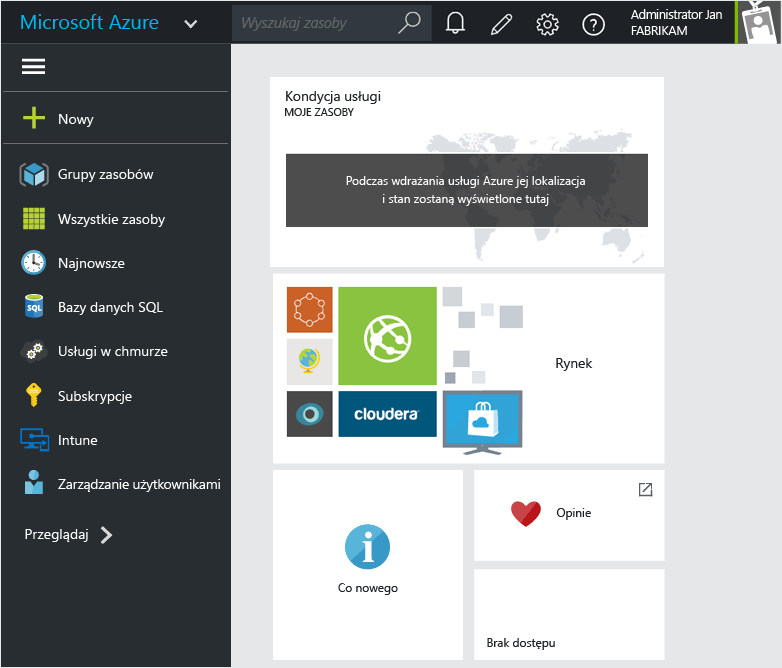 Microsoft Azure
Wyszukaj zasoby
Administrator Jan
FABRIKAM
Nowy
Grupy zasobów
Wszystkie zasoby
Najnowsze
SQL
Bazy danych SQL
Usługi w chmurze
Subskrypcje
Intune
Zarządzanie użytkownikami
Przeglądaj
Kondycja usługi
MOJE ZASOBY
Podczas wdrażania usługi Azure jej lokalizacja
i stan zostaną wyświetlone tutaj
cloudera
Rynek
Co nowego
Opinie
Brak dostępu